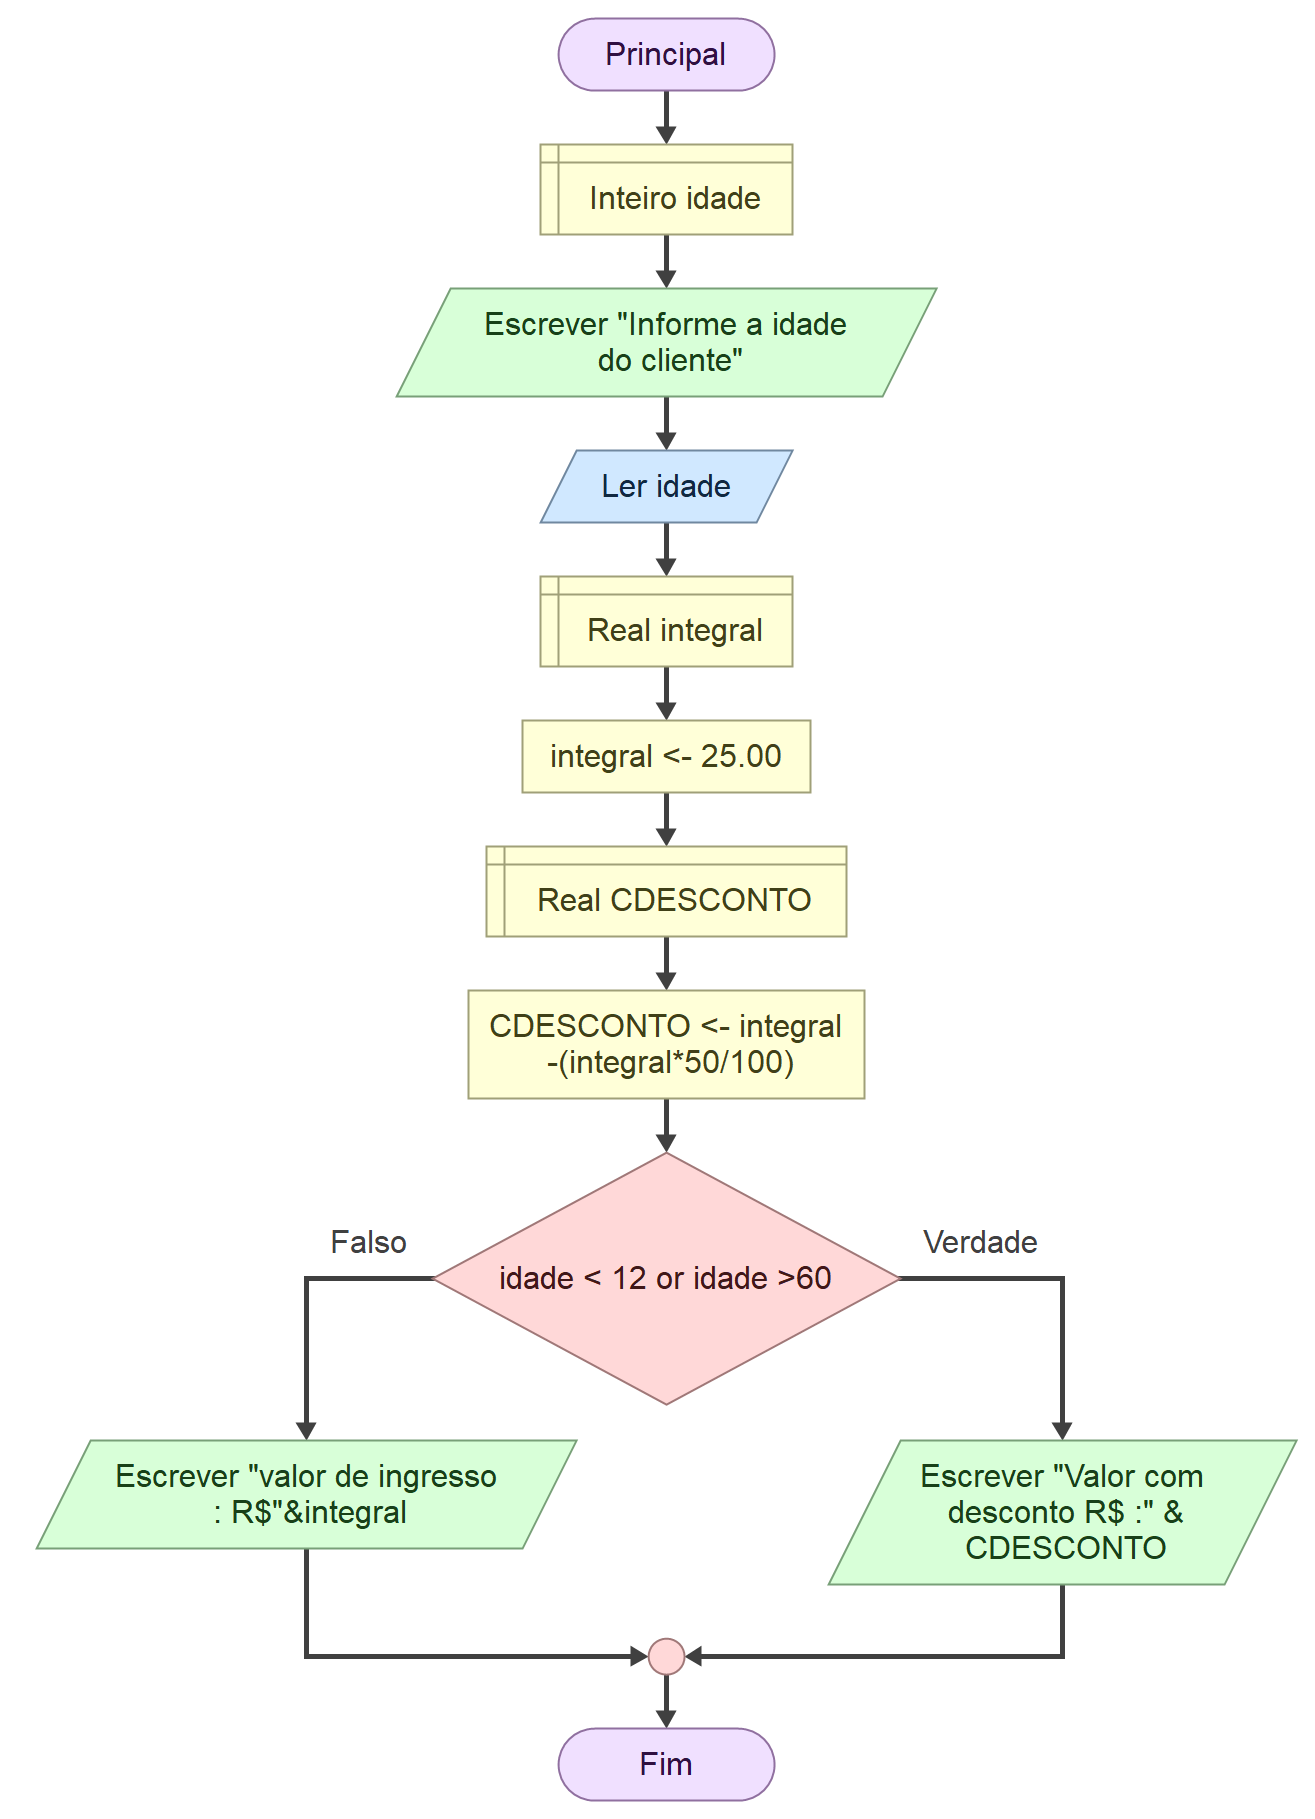 Principal
Inteiro idade
Escrever "Informe a idade
do cliente"
Ler idade
Real integral
integral <- 25.00
Real CDESCONTO
CDESCONTO <- integral
-(integral*50/100)
Falso
Verdade
idade < 12 or idade >60
Escrever "valor de ingresso
: R$"&integral
Escrever "Valor com
desconto R$ :" &
CDESCONTO
Fim